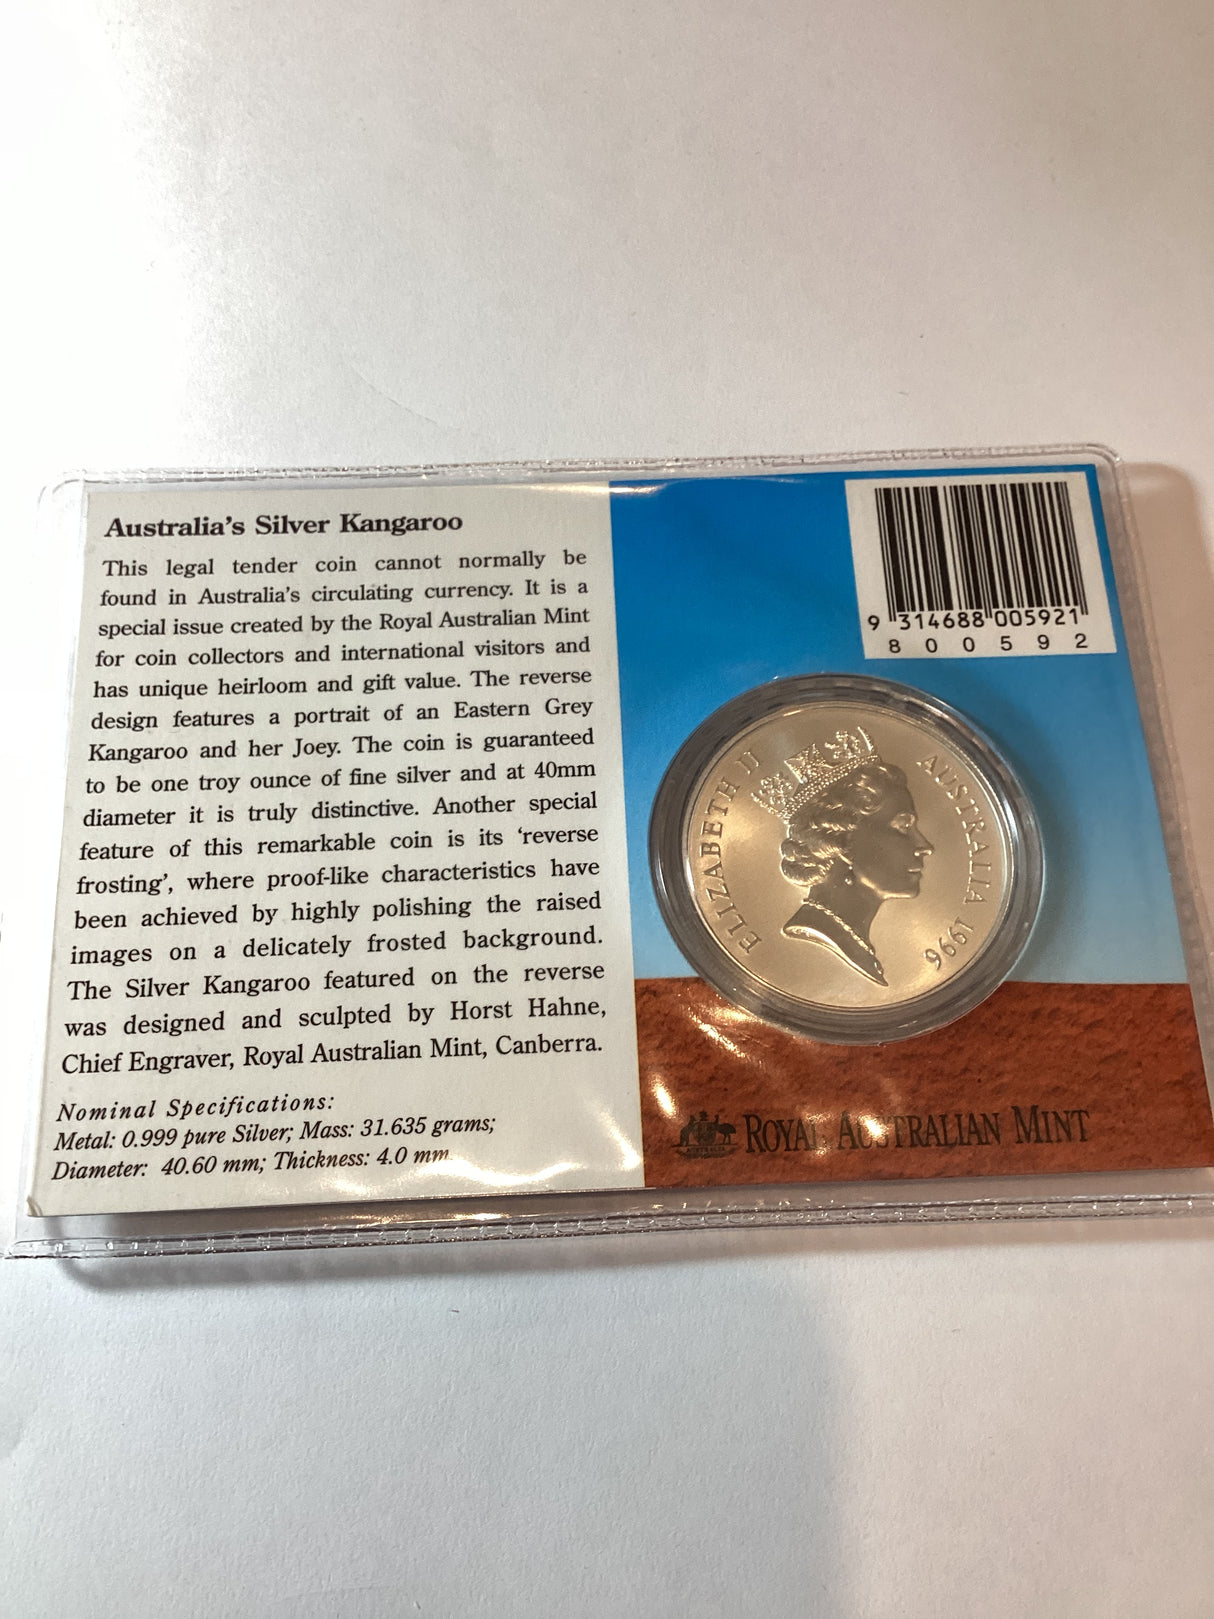 Australia's Silver Kangaroo
This legal tender coin cannot normally be
found in Australia's circulating currency. It is a
special issue created by the Royal Australian Mint
for coin collectors and international visitors and
has unique heirloom and gift value. The reverse
design features a portrait of an Eastern Grey
Kangaroo and her Joey. The coin is guaranteed
to be one troy ounce of fine silver and at 40mm
diameter it is truly distinctive. Another special
feature of this remarkable coin is its 'reverse
frosting', where proof-like characteristics have
been achieved by highly polishing the raised
images on a delicately frosted background.
The Silver Kangaroo featured on the reverse
was designed and sculpted by Horst Hahne,
Chief Engraver, Royal Australian Mint, Canberra.
Nominal Specifications:
Metal: 0.999 pure Silver; Mass: 31.635 grams;
Diameter: 40.60 mm; Thickness: 4.0 mm
9 314688 005921
800592
ELIZABETH II
AUSTRALIA 1996
AUSTRALIA
ROYAL AUSTRALIAN MINT